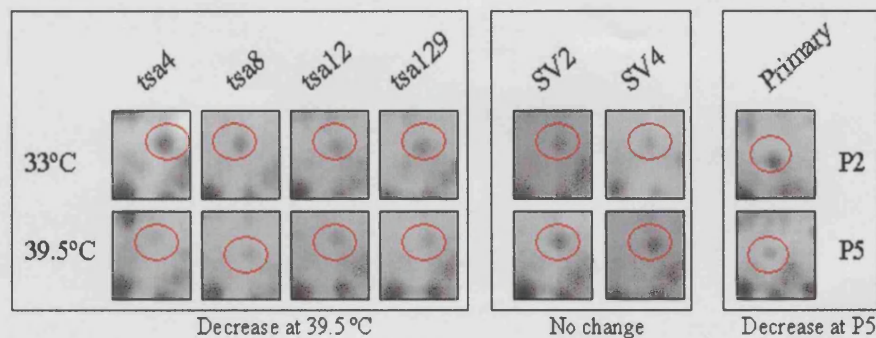 tsa4 tsa8 tsa12 tsa129 SV2 SV4 Primary
33°C P2
39.5°C P5
Decrease at 39.5 °C No change Decrease at P5